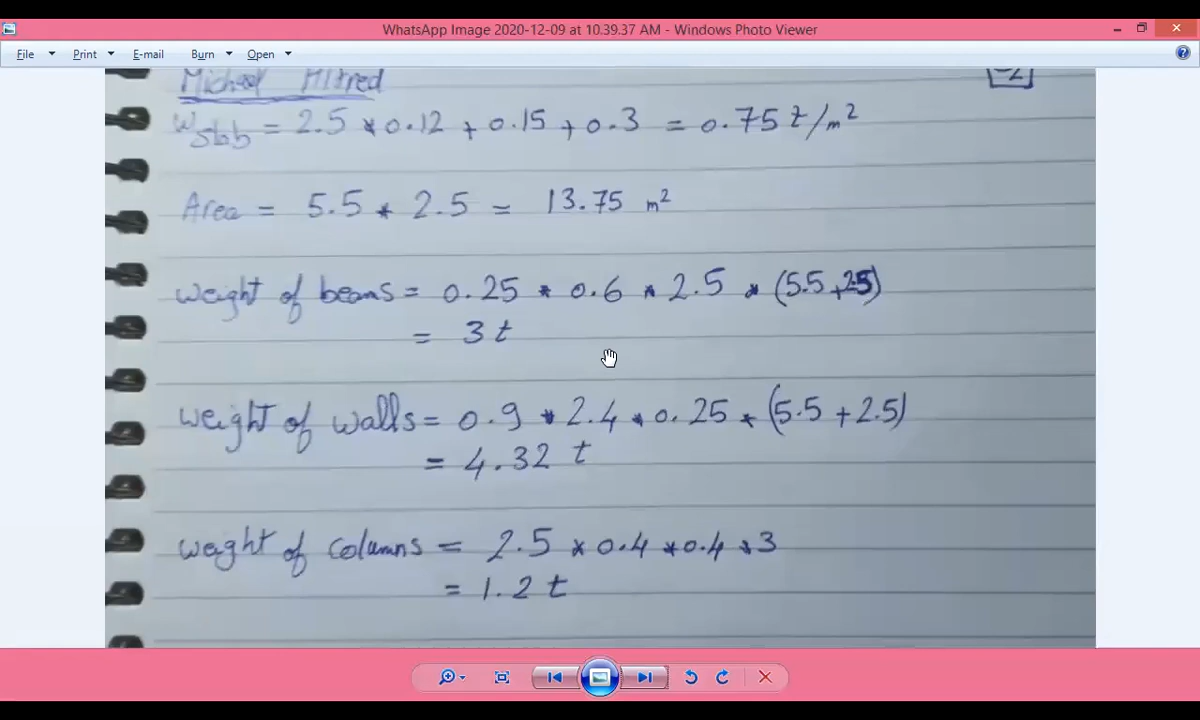 WhatsApp Image 2020-12-09 at 10.39.37 AM - Windows Photo Viewer
File Print E-mail Burn Open
Michael Alfred
Wslab = 2.5 * 0.12 + 0.15 + 0.3 = 0.75 t/m²
Area = 5.5 * 2.5 = 13.75 m²
weight of beams = 0.25 * 0.6 * 2.5 * (5.5+2.5)
= 3 t
weight of walls = 0.9 * 2.4 * 0.25 * (5.5 + 2.5)
= 4.32 t
weight of columns = 2.5 * 0.4 * 0.4 * 3
= 1.2 t